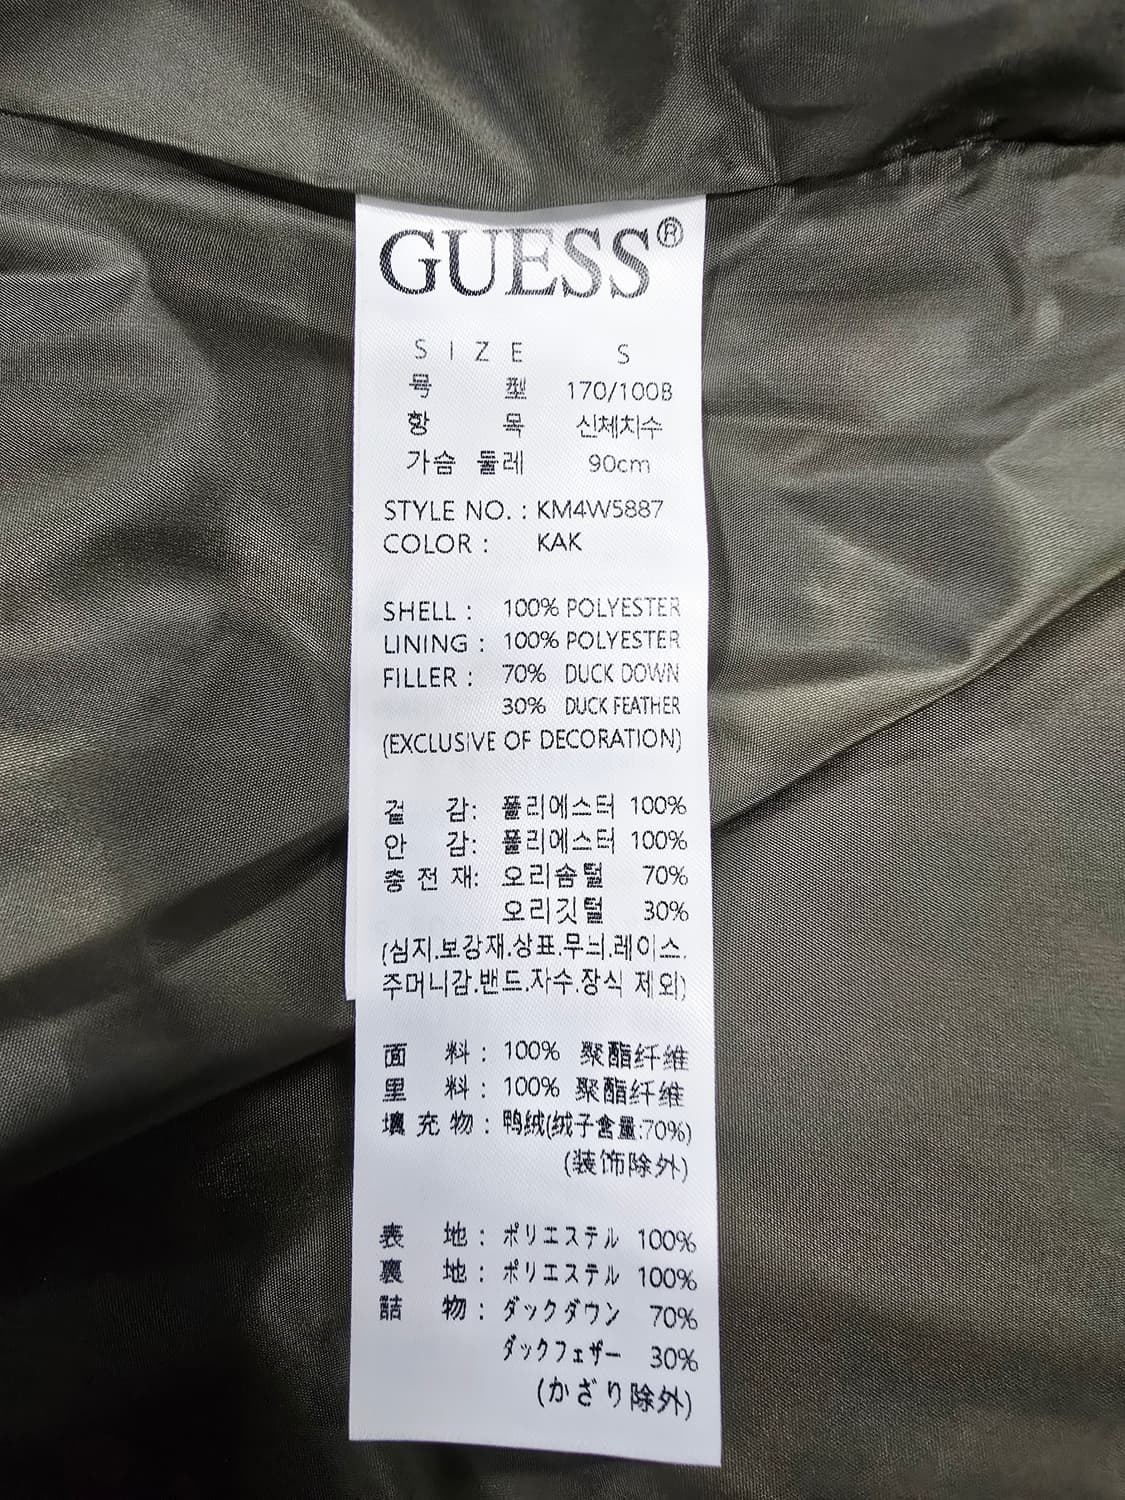 GUESS®
SIZE S
号型 170/100B
항목 신체치수
가슴 둘레 90cm
STYLE NO. : KM4W5887
COLOR : KAK
SHELL : 100% POLYESTER
LINING : 100% POLYESTER
FILLER : 70% DUCK DOWN
30% DUCK FEATHER
(EXCLUSIVE OF DECORATION)
겉 감: 폴리에스터 100%
안 감: 폴리에스터 100%
충전재: 오리솜털 70%
오리깃털 30%
(심지.보강재.상표.무늬.레이스.
주머니감.밴드.자수.장식 제외)
面料: 100% 聚酯纤维
里料: 100% 聚酯纤维
填充物: 鸭绒(绒子含量:70%)
(装饰除外)
表地: ポリエステル 100%
裏地: ポリエステル 100%
詰物: ダックダウン 70%
ダックフェザー 30%
(かざり除外)